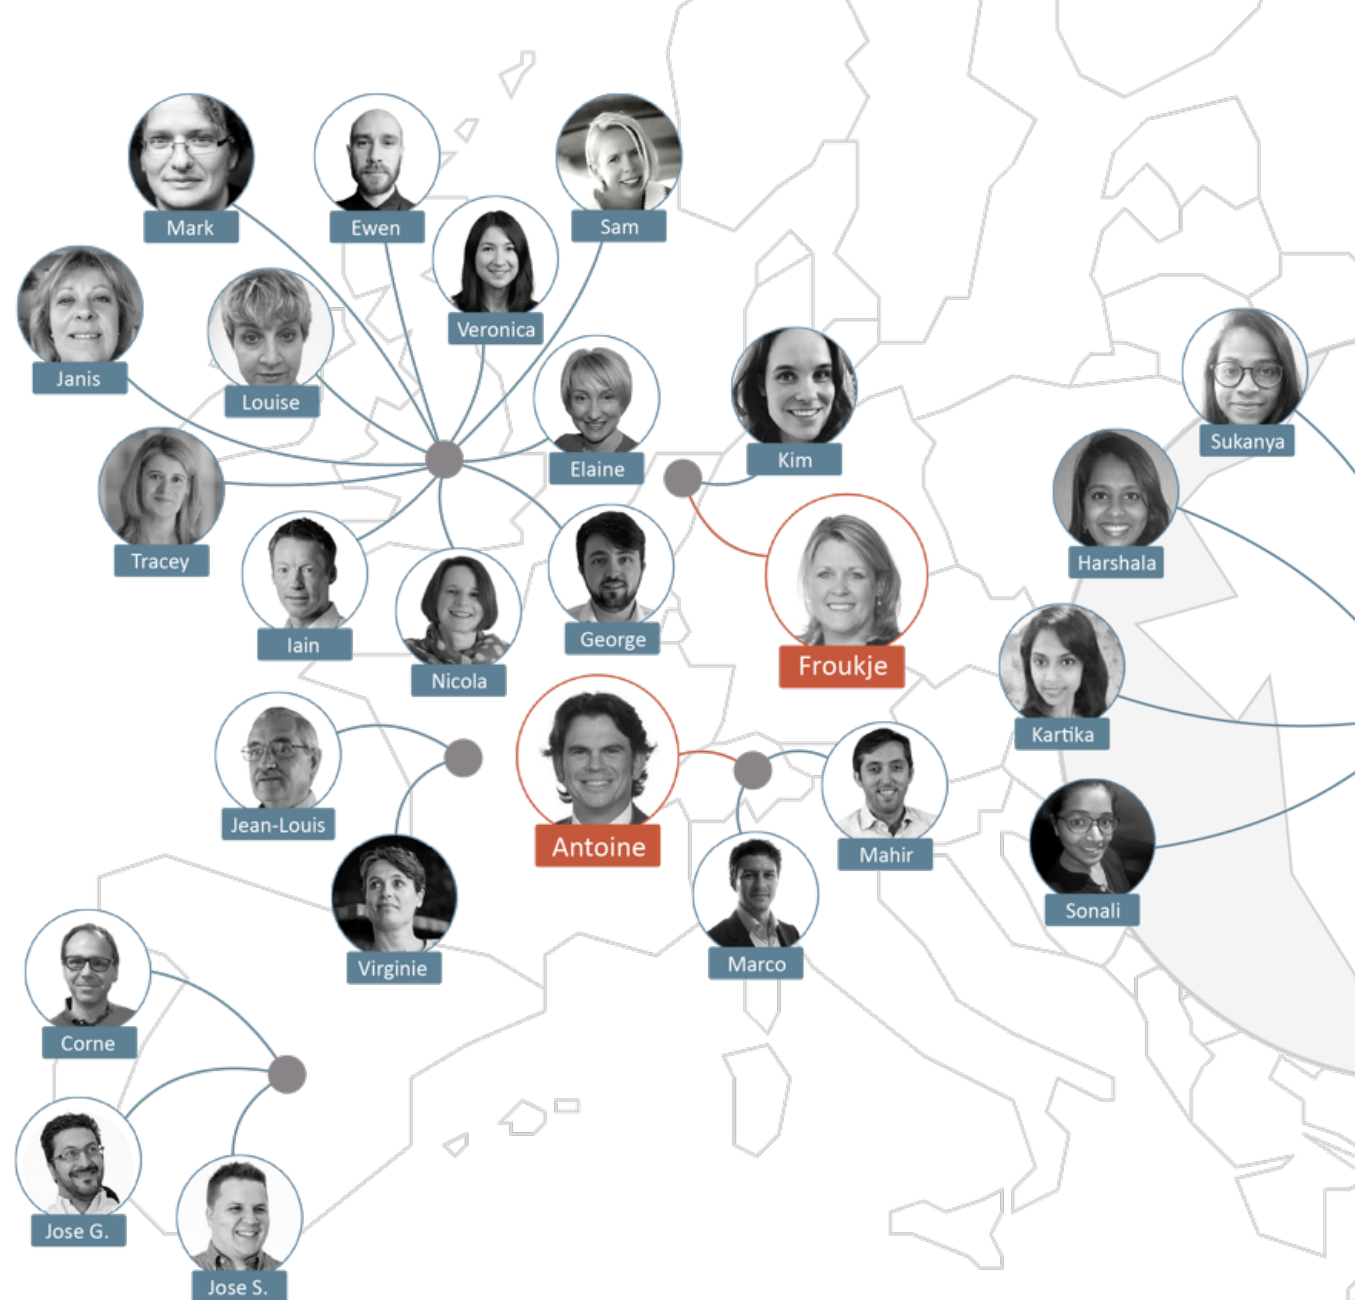 Mark
Ewen
Sam
Veronica
Janis
Louise
Elaine
Kim
Sukanya
Tracey
Harshala
Iain
George
Nicola
Froukje
Kartika
Jean-Louis
Antoine
Mahir
Sonali
Virginie
Marco
Corne
Jose G.
Jose S.